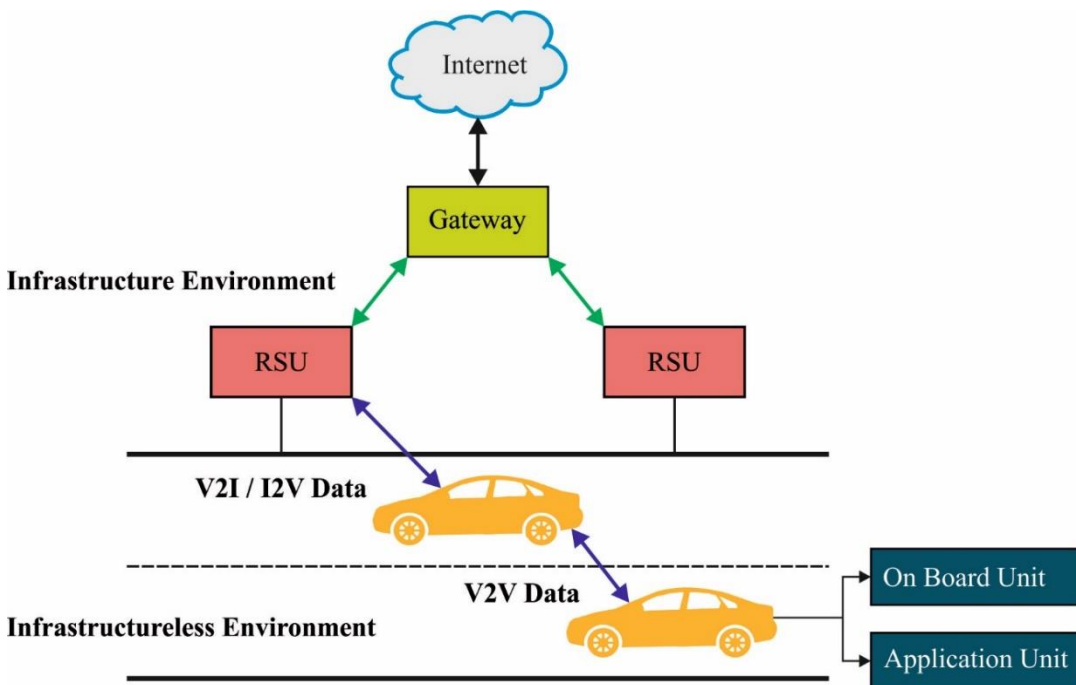 Internet
Gateway
Infrastructure Environment
RSU
RSU
V2I / I2V Data
V2V Data
On Board Unit
Infrastructureless Environment
Application Unit